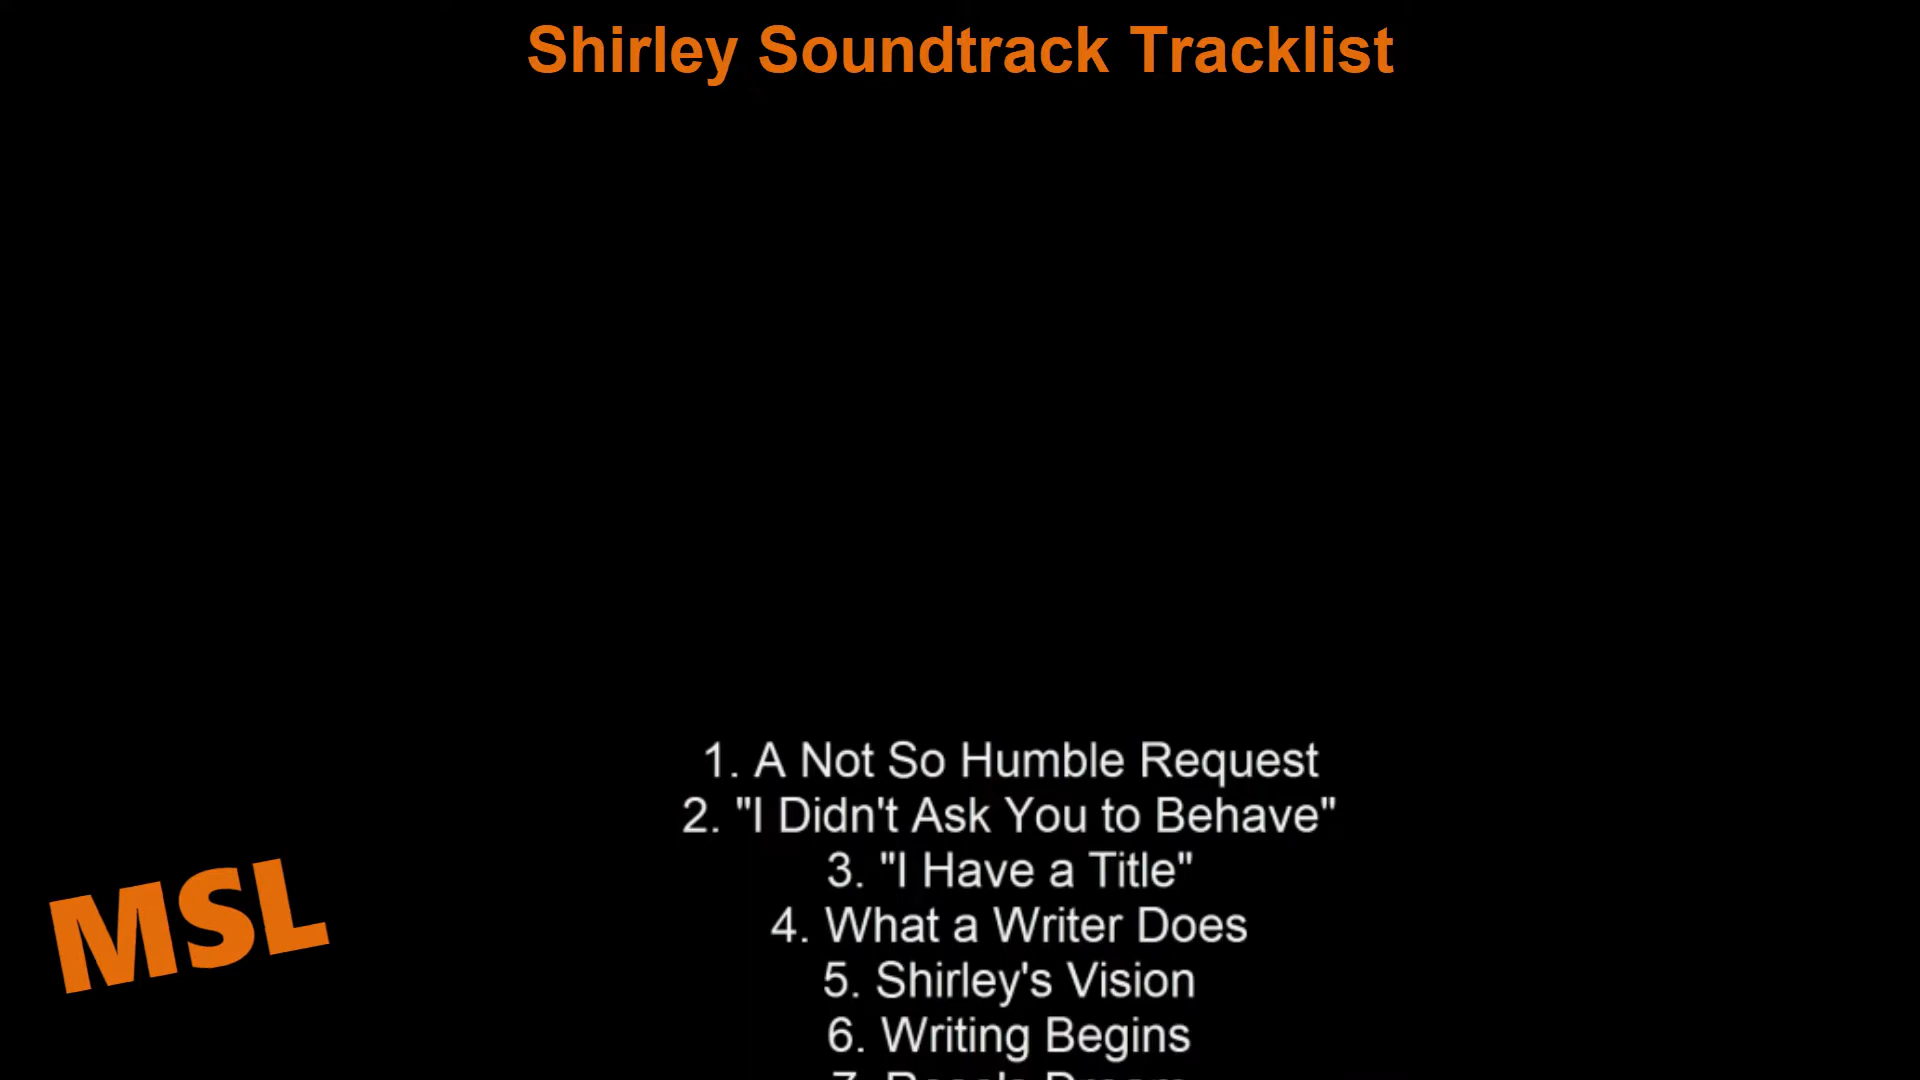 Shirley Soundtrack Tracklist
1. A Not So Humble Request
2. "I Didn't Ask You to Behave"
3. "I Have a Title"
4. What a Writer Does
5. Shirley's Vision
6. Writing Begins
MSL